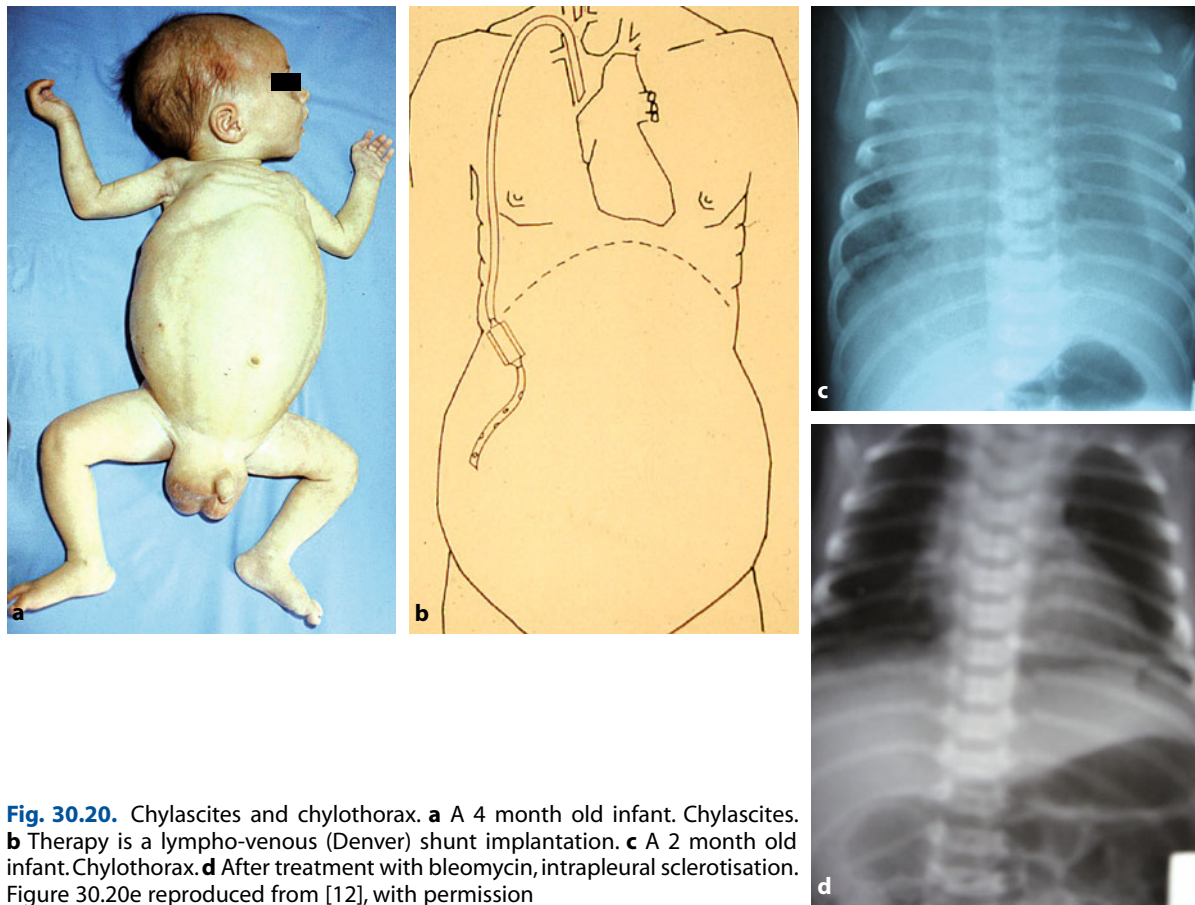 a
b
c
d
Fig. 30.20. Chylascites and chylothorax. a A 4 month old infant. Chylascites.
b Therapy is a lympho-venous (Denver) shunt implantation. c A 2 month old
infant. Chylothorax. d After treatment with bleomycin, intrapleural sclerotisation.
Figure 30.20e reproduced from [12], with permission